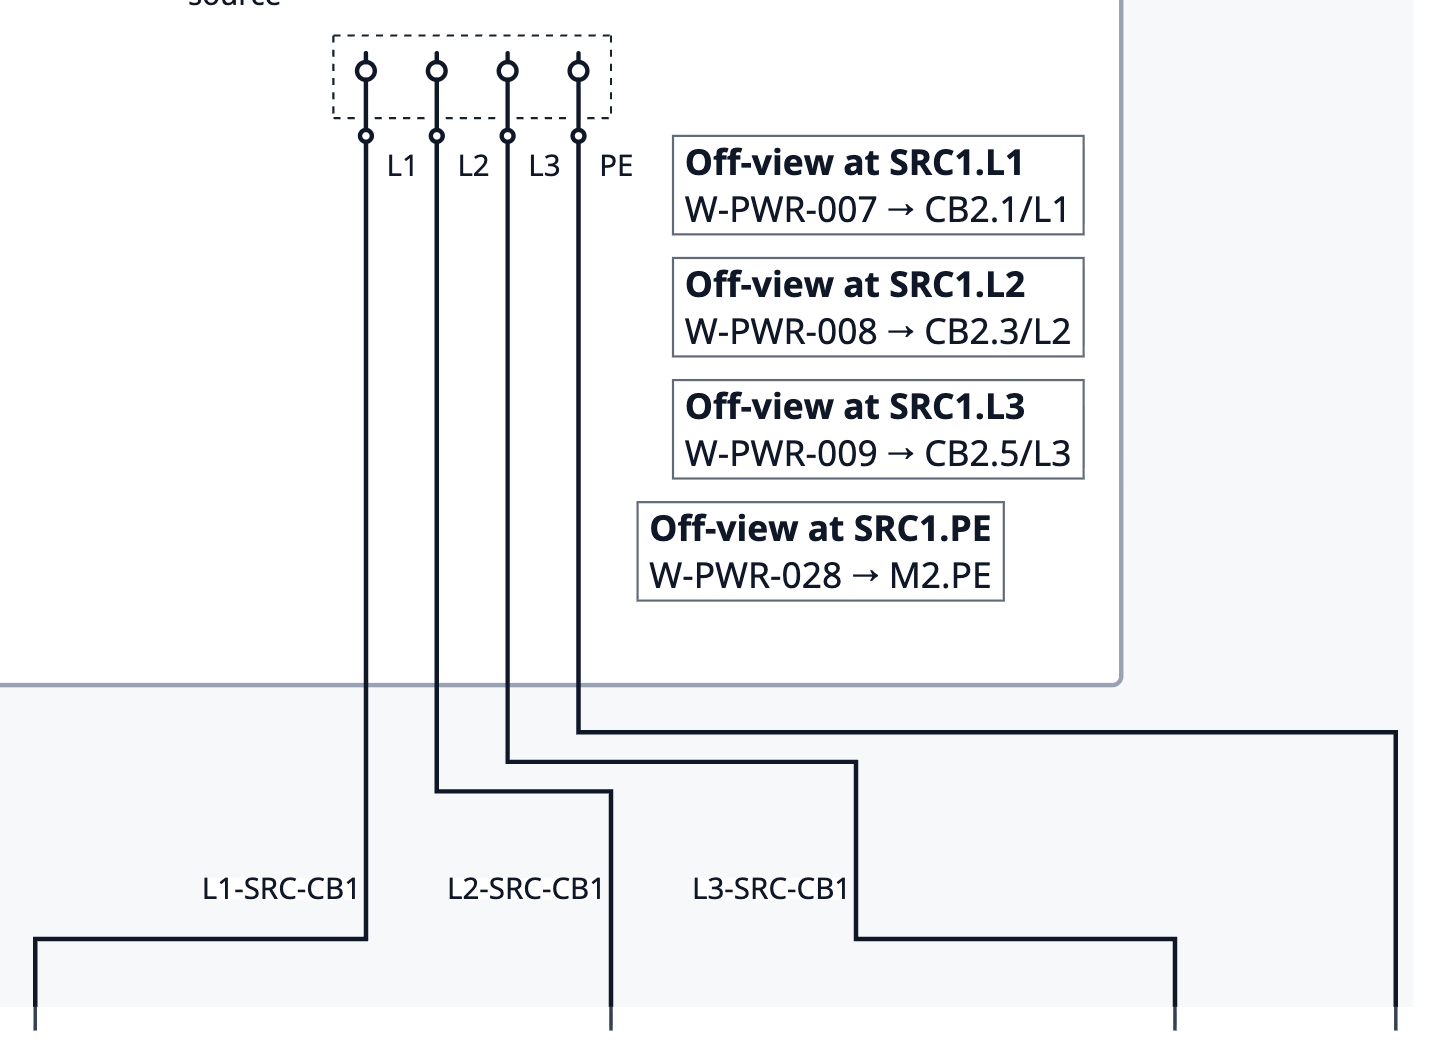 source
L1 L2 L3 PE
Off-view at SRC1.L1
W-PWR-007 → CB2.1/L1
Off-view at SRC1.L2
W-PWR-008 → CB2.3/L2
Off-view at SRC1.L3
W-PWR-009 → CB2.5/L3
Off-view at SRC1.PE
W-PWR-028 → M2.PE
L1-SRC-CB1 L2-SRC-CB1 L3-SRC-CB1